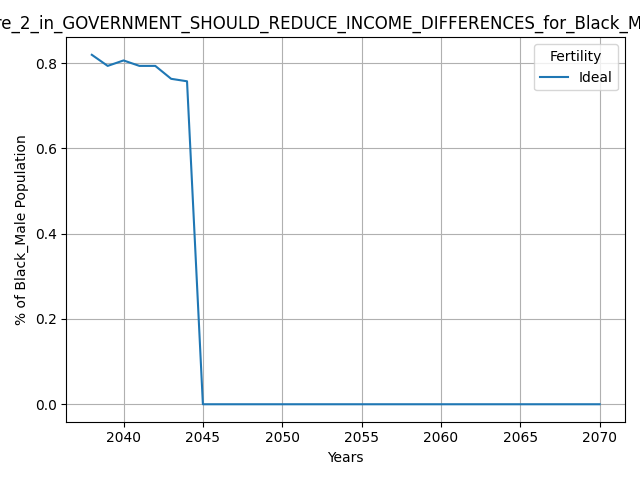 re_2_in_GOVERNMENT_SHOULD_REDUCE_INCOME_DIFFERENCES_for_Black_M
Fertility
Ideal
% of Black_Male Population
0.8
0.6
0.4
0.2
0.0
2040 2045 2050 2055 2060 2065 2070
Years